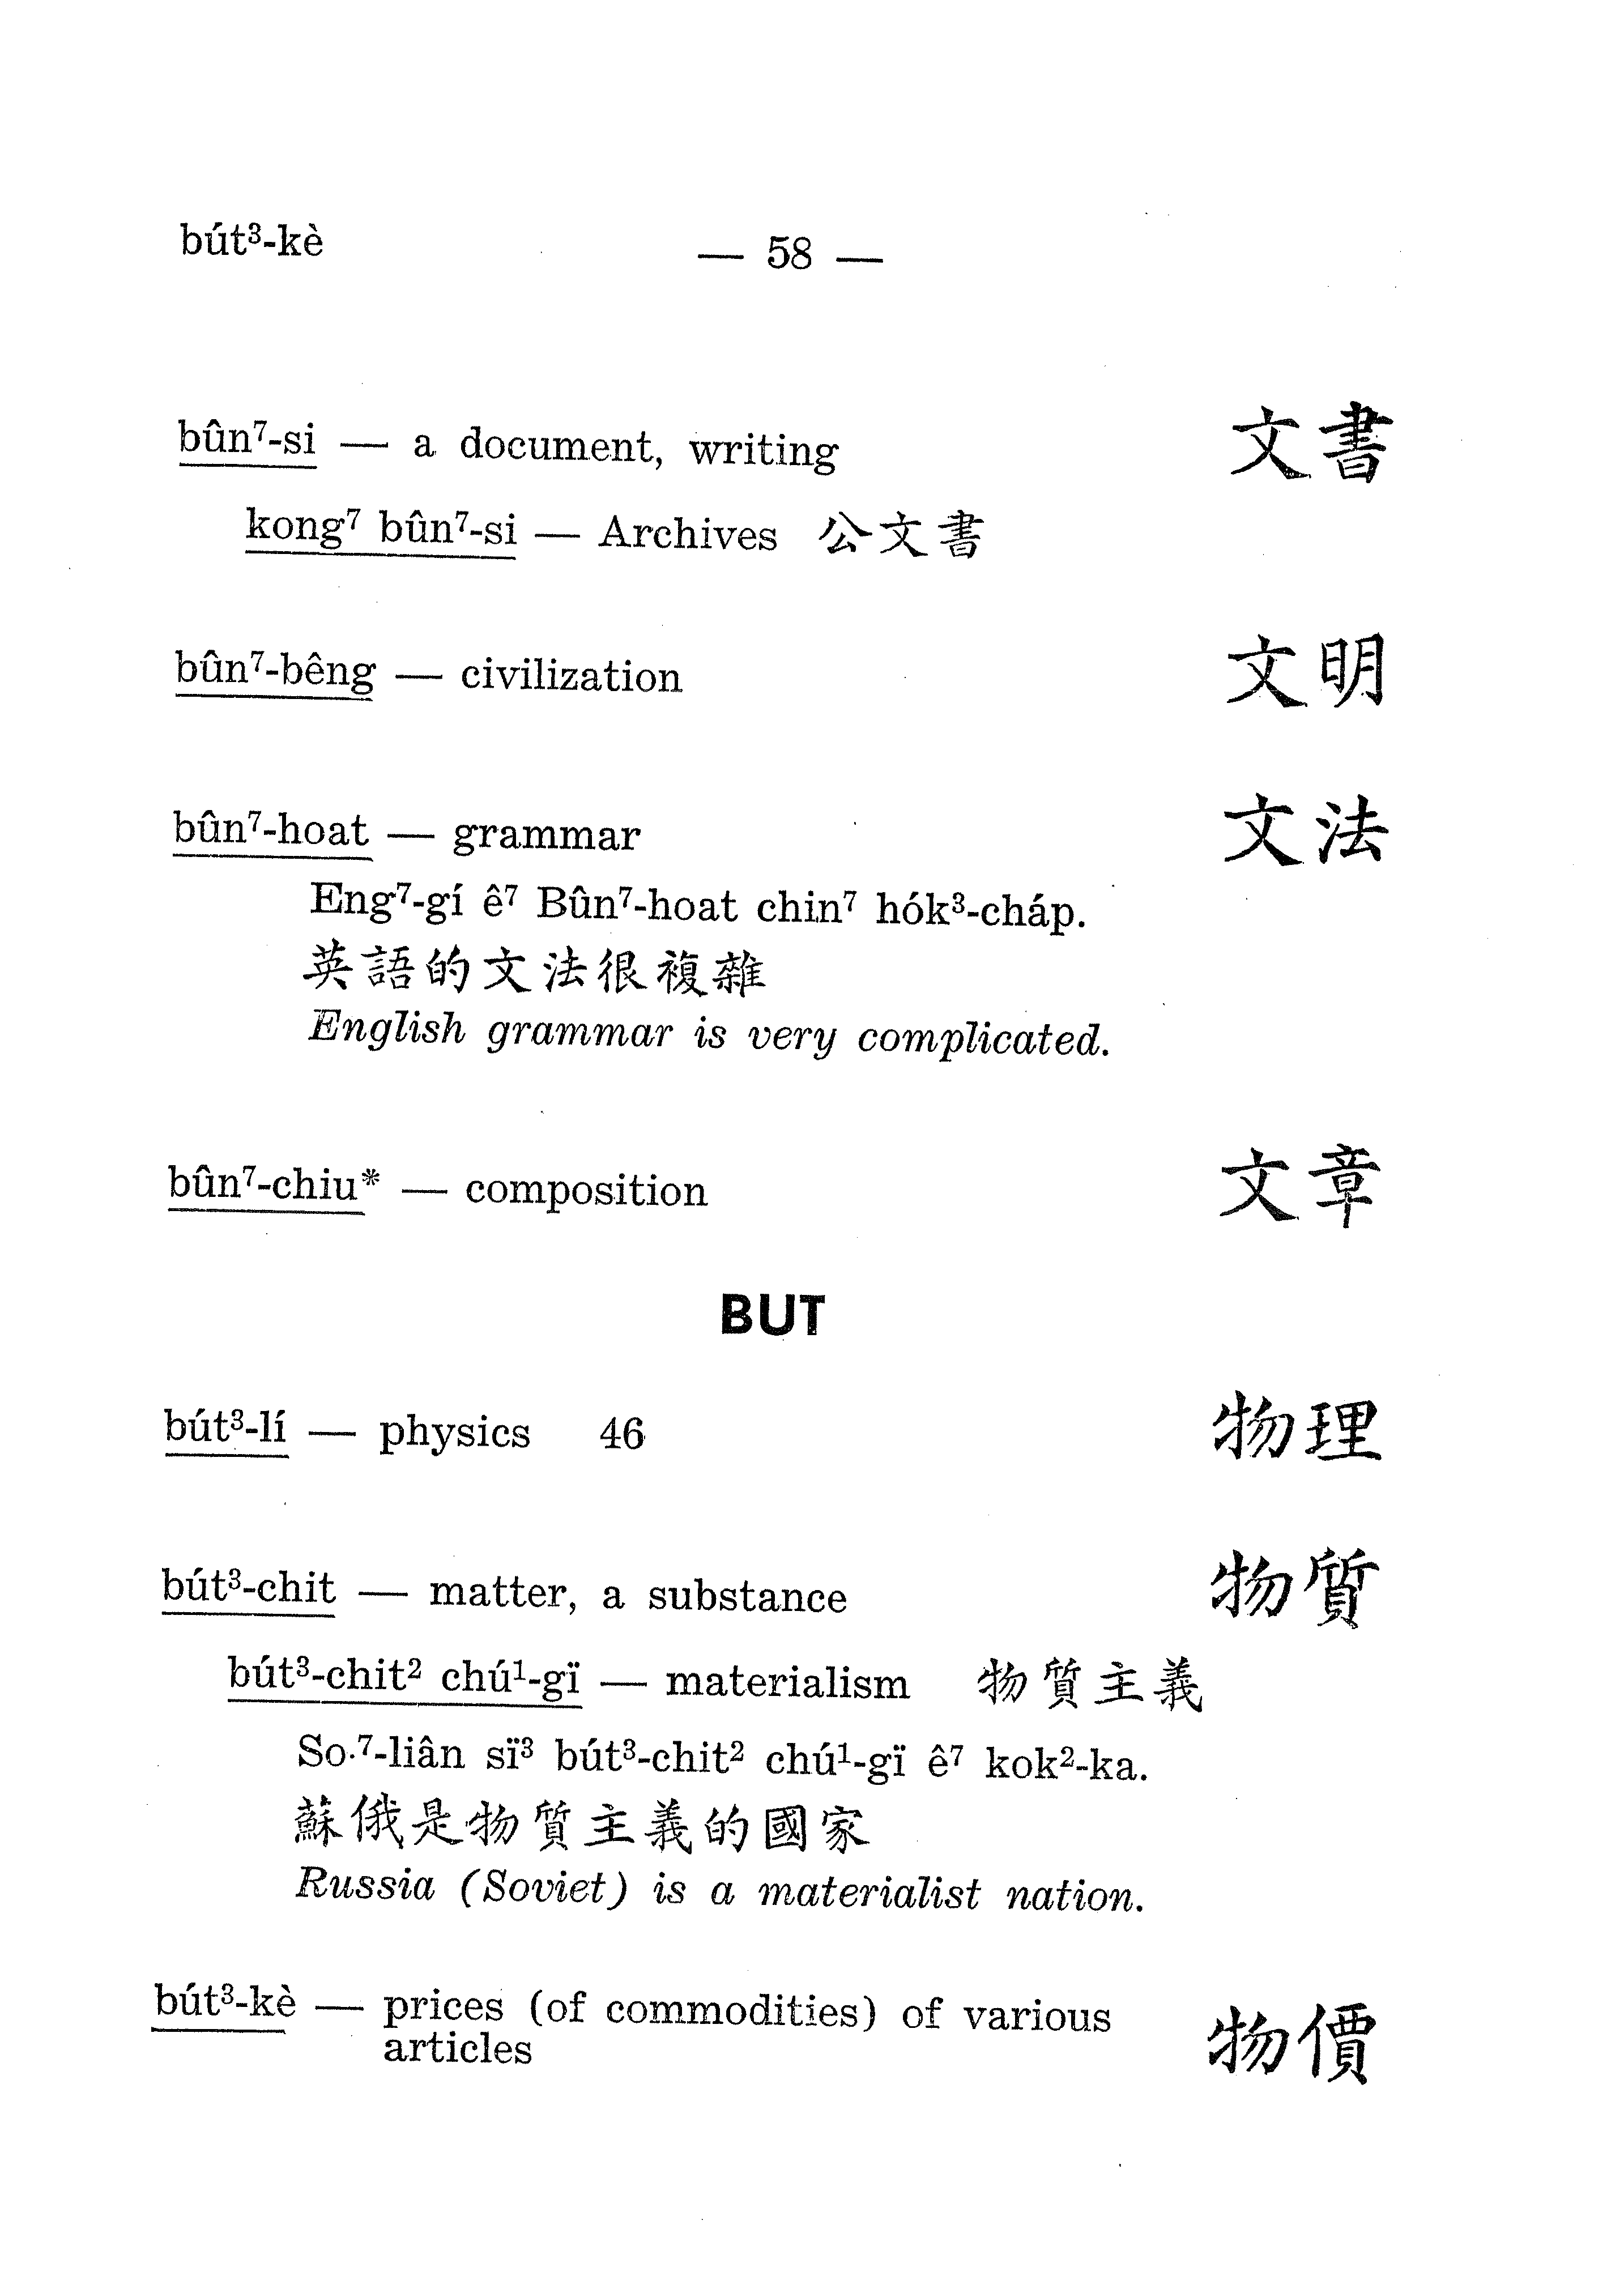 bút³-kè — 58 —
bûn⁷-si — a document, writing 文書
kong⁷ bûn⁷-si — Archives 公文書
bûn⁷-bêng — civilization 文明
bûn⁷-hoat — grammar 文法
Eng⁷-gí ê⁷ Bûn⁷-hoat chin⁷ hók³-cháp.
英語的文法很複雜
English grammar is very complicated.
bûn⁷-chiu* — composition 文章
BUT
bút³-lí — physics 46 物理
bút³-chit — matter, a substance 物質
bút³-chit² chú¹-gï — materialism 物質主義
So·⁷-liân sï³ bút³-chit² chú¹-gï ê⁷ kok²-ka.
蘇俄是物質主義的國家
Russia (Soviet) is a materialist nation.
bút³-kè — prices (of commodities) of various 物價
articles